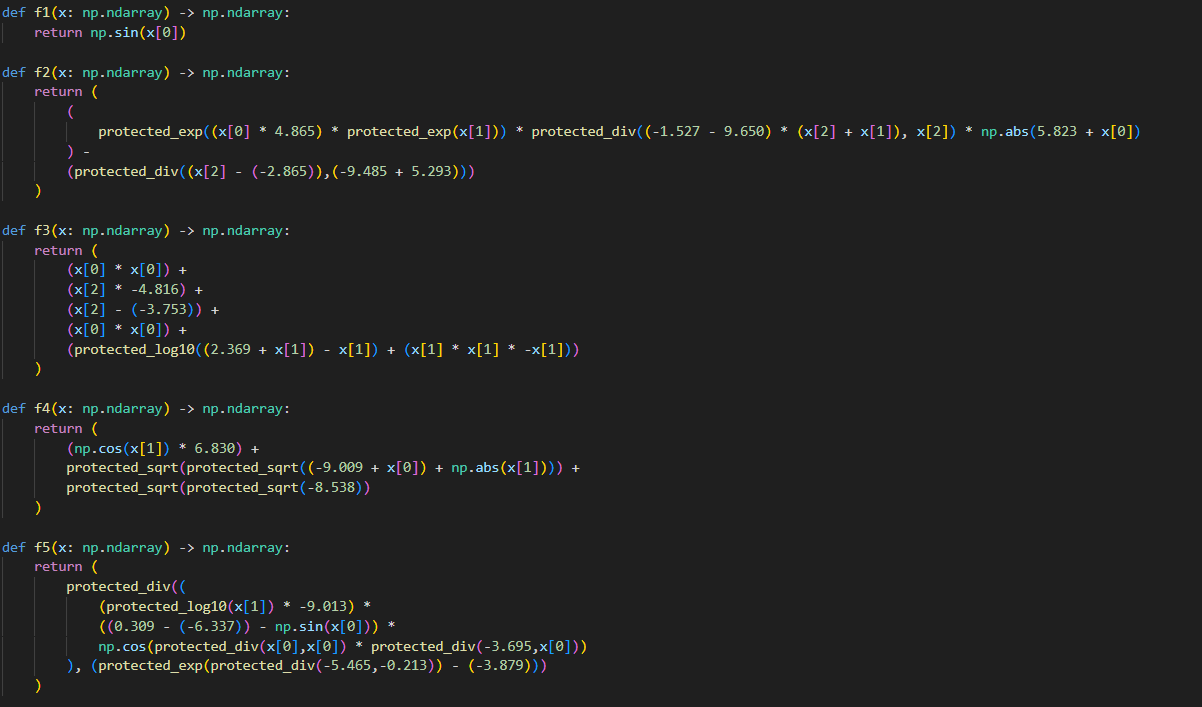 def f1(x: np.ndarray) -> np.ndarray:
    return np.sin(x[0])
def f2(x: np.ndarray) -> np.ndarray:
    return (
        (
            protected_exp((x[0] * 4.865) * protected_exp(x[1])) * protected_div((-1.527 - 9.650) * (x[2] + x[1]), x[2]) * np.abs(5.823 + x[0])
        ) -
        (protected_div((x[2] - (-2.865)),(-9.485 + 5.293)))
    )
def f3(x: np.ndarray) -> np.ndarray:
    return (
        (x[0] * x[0]) +
        (x[2] * -4.816) +
        (x[2] - (-3.753)) +
        (x[0] * x[0]) +
        (protected_log10((2.369 + x[1]) - x[1]) + (x[1] * x[1] * -x[1]))
    )
def f4(x: np.ndarray) -> np.ndarray:
    return (
        (np.cos(x[1]) * 6.830) +
        protected_sqrt(protected_sqrt((-9.009 + x[0]) + np.abs(x[1]))) +
        protected_sqrt(protected_sqrt(-8.538))
    )
def f5(x: np.ndarray) -> np.ndarray:
    return (
        protected_div((
            (protected_log10(x[1]) * -9.013) *
            ((0.309 - (-6.337)) - np.sin(x[0])) *
            np.cos(protected_div(x[0],x[0]) * protected_div(-3.695,x[0]))
        ), (protected_exp(protected_div(-5.465,-0.213)) - (-3.879)))
    )